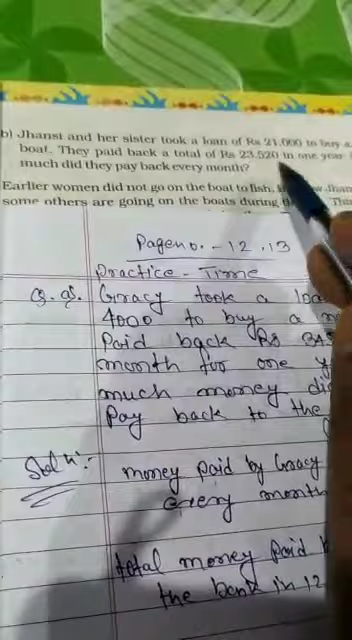 b) Jhansi and her sister took a loan of Rs 21,000 to buy a
boat. They paid back a total of Rs 23,520 in one year
much did they pay back every month?
Earlier women did not go on the boat to fish.
some others are going on the boats during
Page no. - 12, 13
Practice - Time
Q. a). Gracy took a loa
4000 to buy a
Paid back Rs 345
month for one y
much money di
Pay back to the
Soln:-
money paid by Gracy
every month
total money paid b
the bank in 12